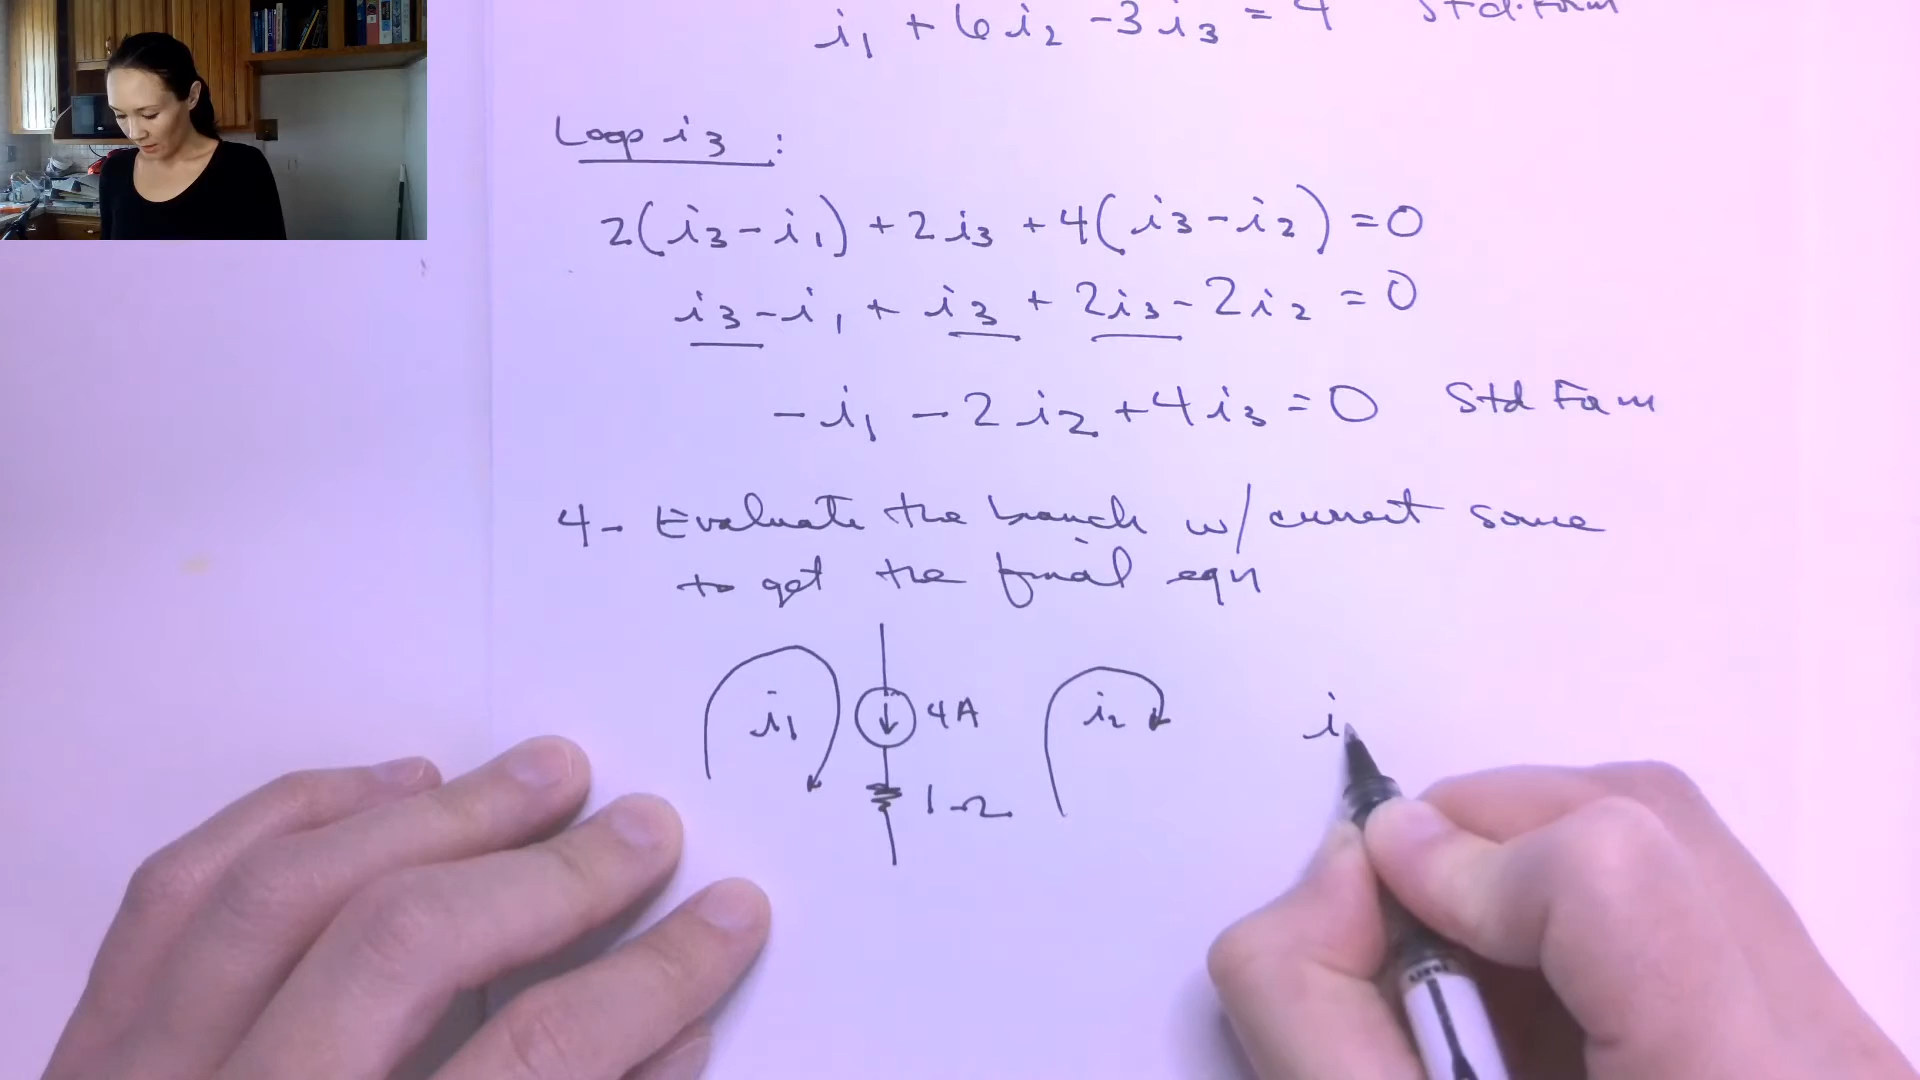 i₁ + 6i₂ - 3i₃ = 4 Std. Form
Loop i₃ :
2(i₃ - i₁) + 2i₃ + 4(i₃ - i₂) = 0
i₃ - i₁ + i₃ + 2i₃ - 2i₂ = 0
-i₁ - 2i₂ + 4i₃ = 0 Std Form
4 - Evaluate the branch w/ current source
to get the final eqn
i₁ 4A i₂ i
1Ω